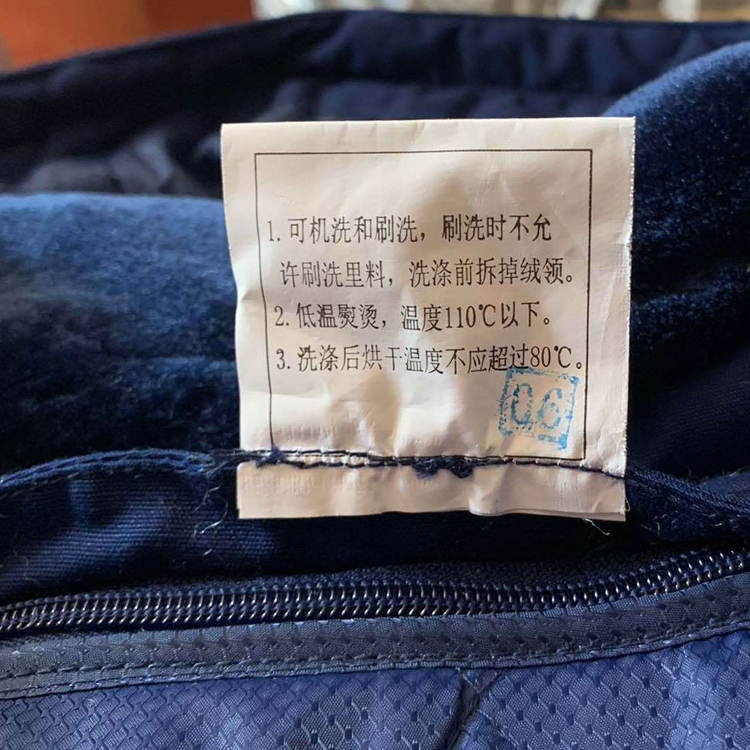 1. 可机洗和刷洗，刷洗时不允
许刷洗里料，洗涤前拆掉绒领。
2. 低温熨烫，温度110℃以下。
3. 洗涤后烘干温度不应超过80℃。
06